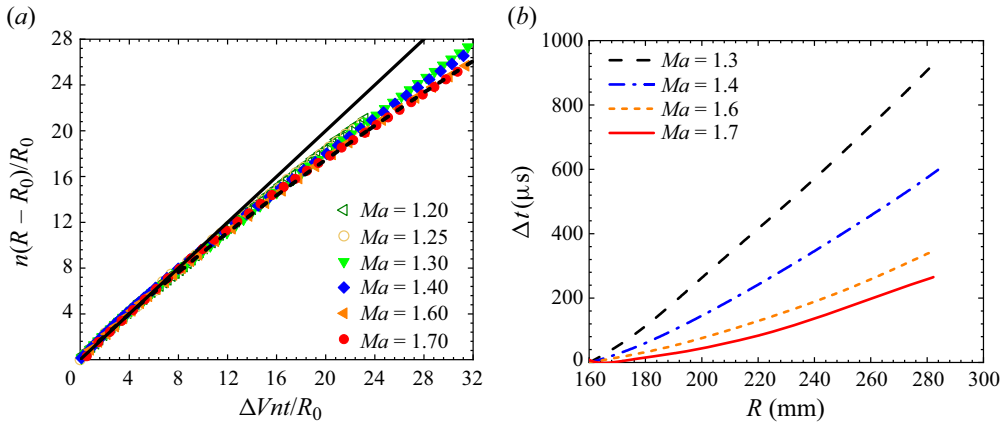 (a)
28
24
20
16
12
8
4
0
4
8
12
16
20
24
28
32
n(R – R0)/R0
ΔVnt/R0
Ma = 1.20
Ma = 1.25
Ma = 1.30
Ma = 1.40
Ma = 1.60
Ma = 1.70
(b)
1000
800
600
400
200
0
160
180
200
220
240
260
280
300
Δt (μs)
R (mm)
Ma = 1.3
Ma = 1.4
Ma = 1.6
Ma = 1.7